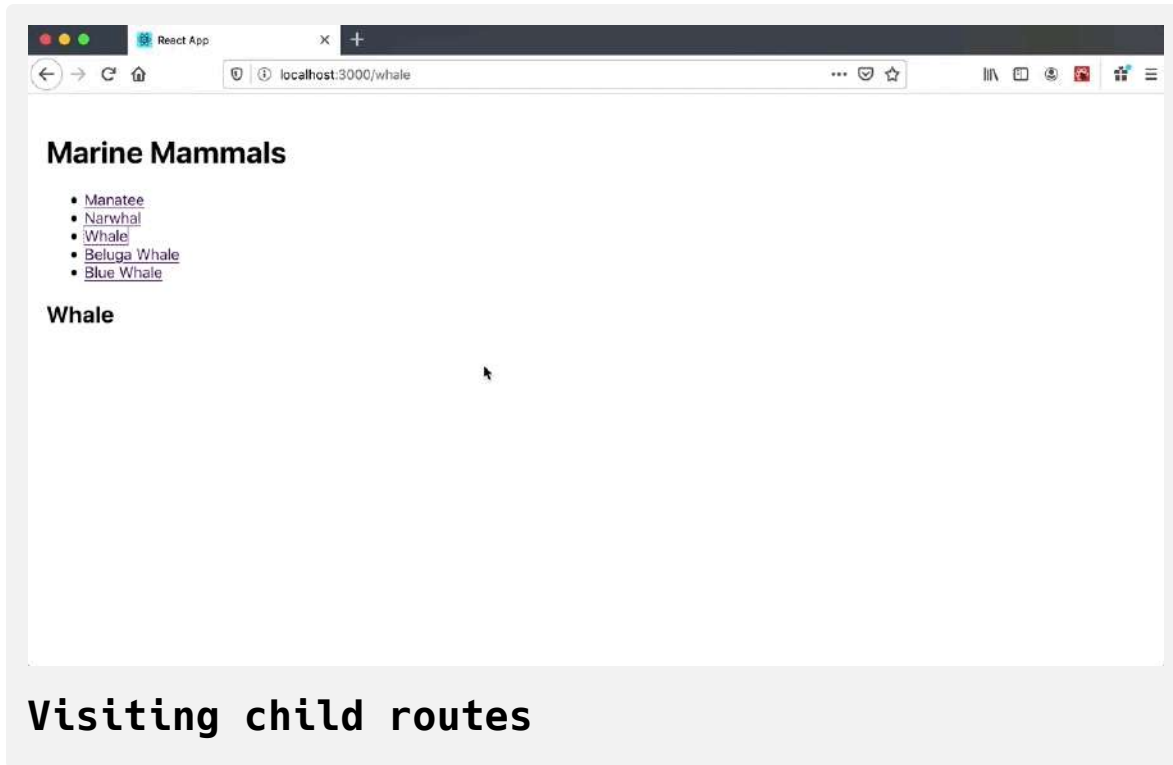 React App
localhost:3000/whale
Marine Mammals
Manatee
Narwhal
Whale
Beluga Whale
Blue Whale
Whale
Visiting child routes